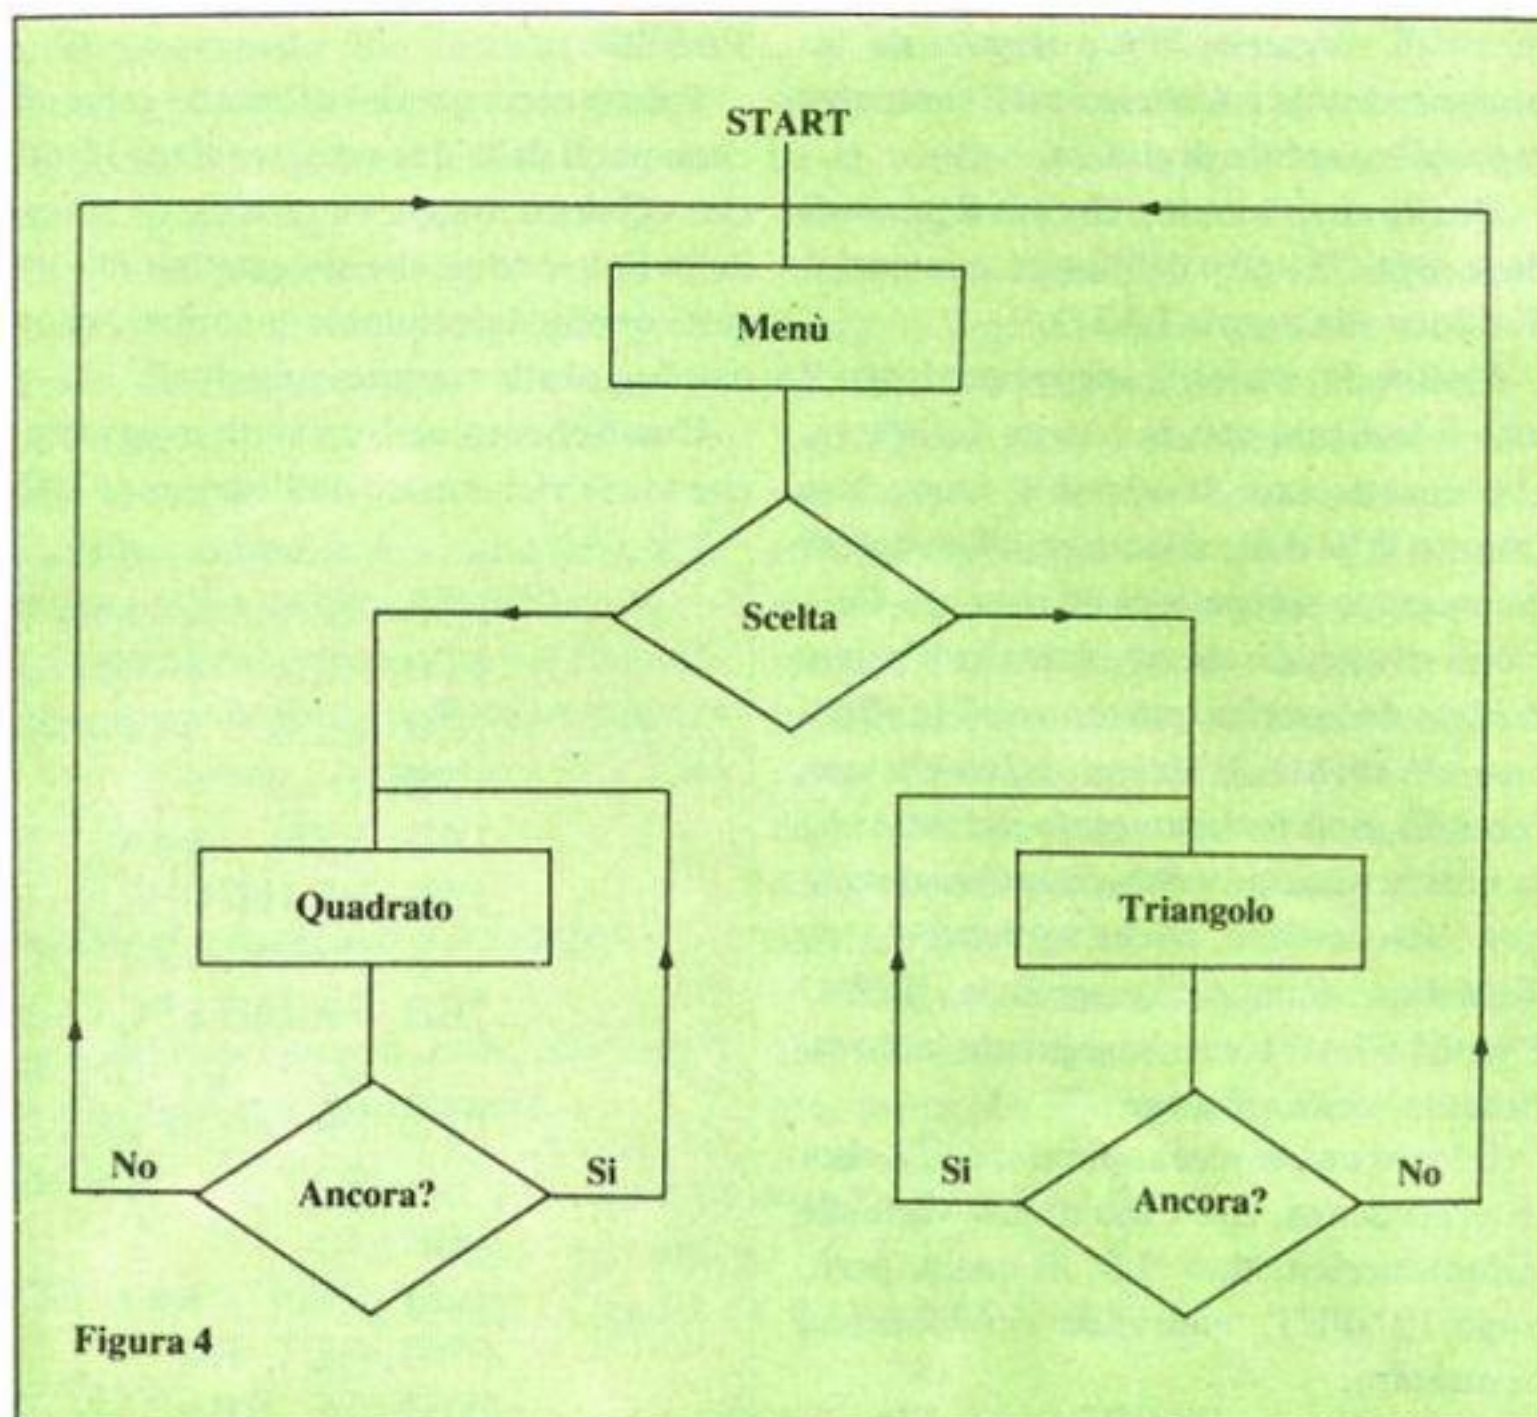 START
Menù
Scelta
Quadrato
Triangolo
No
Ancora?
Si
Si
Ancora?
No
Figura 4